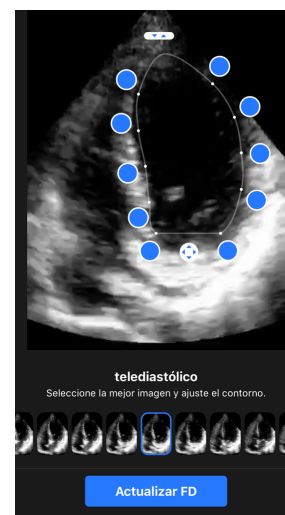 telediastólico
Seleccione la mejor imagen y ajuste el contorno.
Actualizar FD